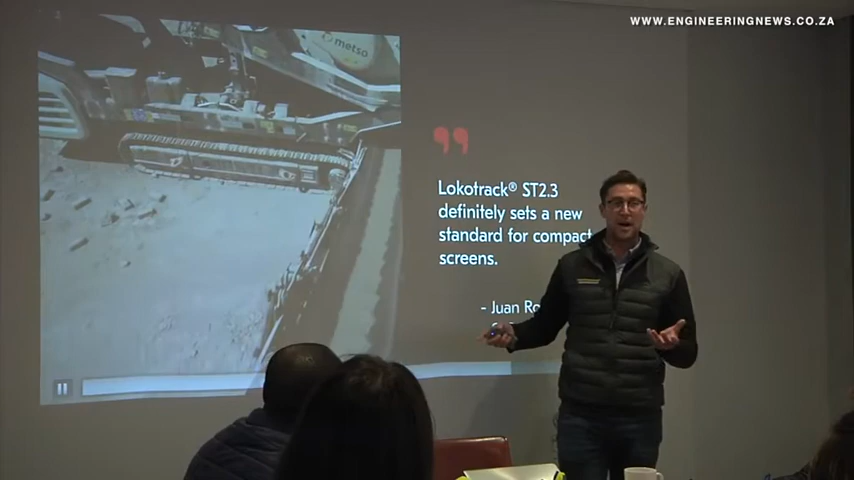 WWW.ENGINEERINGNEWS.CO.ZA
metso
Lokotrack® ST2.3
definitely sets a new
standard for compact
screens.
- Juan